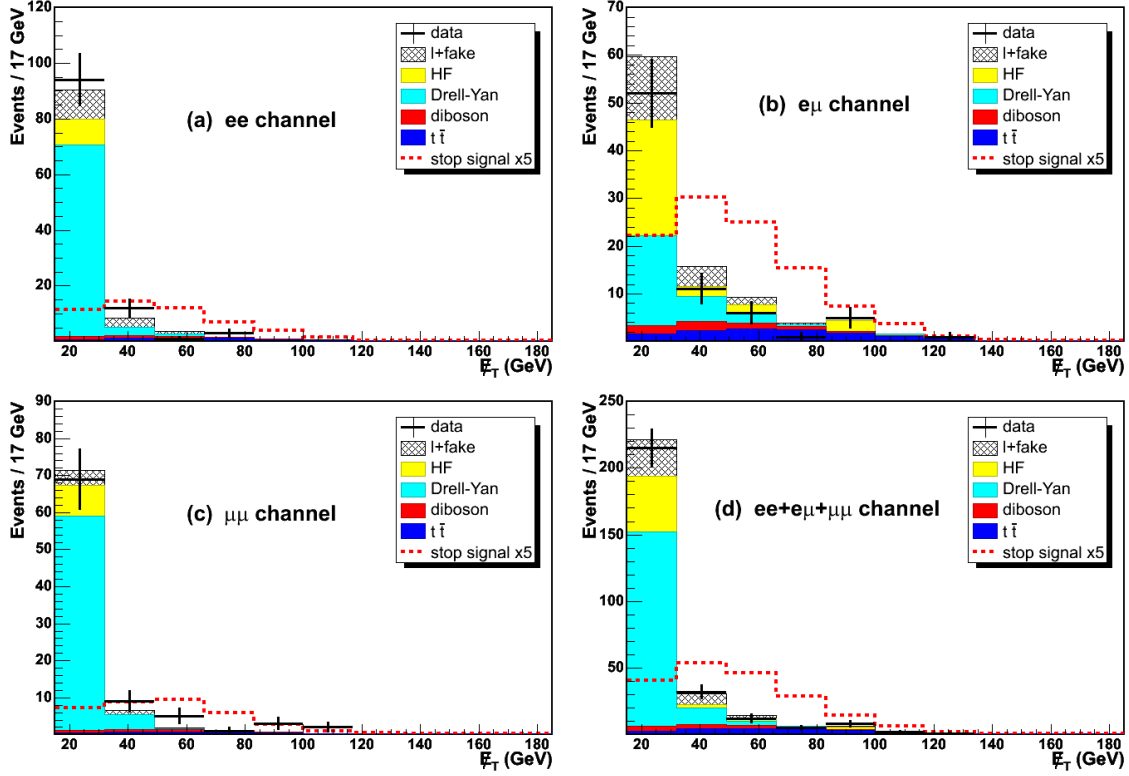 Events / 17 GeV
120
100
80
60
40
20
data
l+fake
HF
Drell-Yan
diboson
t t̄
stop signal x5
(a) ee channel
20 40 60 80 100 120 140 160 180
E̸T (GeV)
Events / 17 GeV
70
60
50
40
30
20
10
data
l+fake
HF
Drell-Yan
diboson
t t̄
stop signal x5
(b) eμ channel
20 40 60 80 100 120 140 160 180
E̸T (GeV)
Events / 17 GeV
90
80
70
60
50
40
30
20
10
data
l+fake
HF
Drell-Yan
diboson
t t̄
stop signal x5
(c) μμ channel
20 40 60 80 100 120 140 160 180
E̸T (GeV)
Events / 17 GeV
250
200
150
100
50
data
l+fake
HF
Drell-Yan
diboson
t t̄
stop signal x5
(d) ee+eμ+μμ channel
20 40 60 80 100 120 140 160 180
E̸T (GeV)